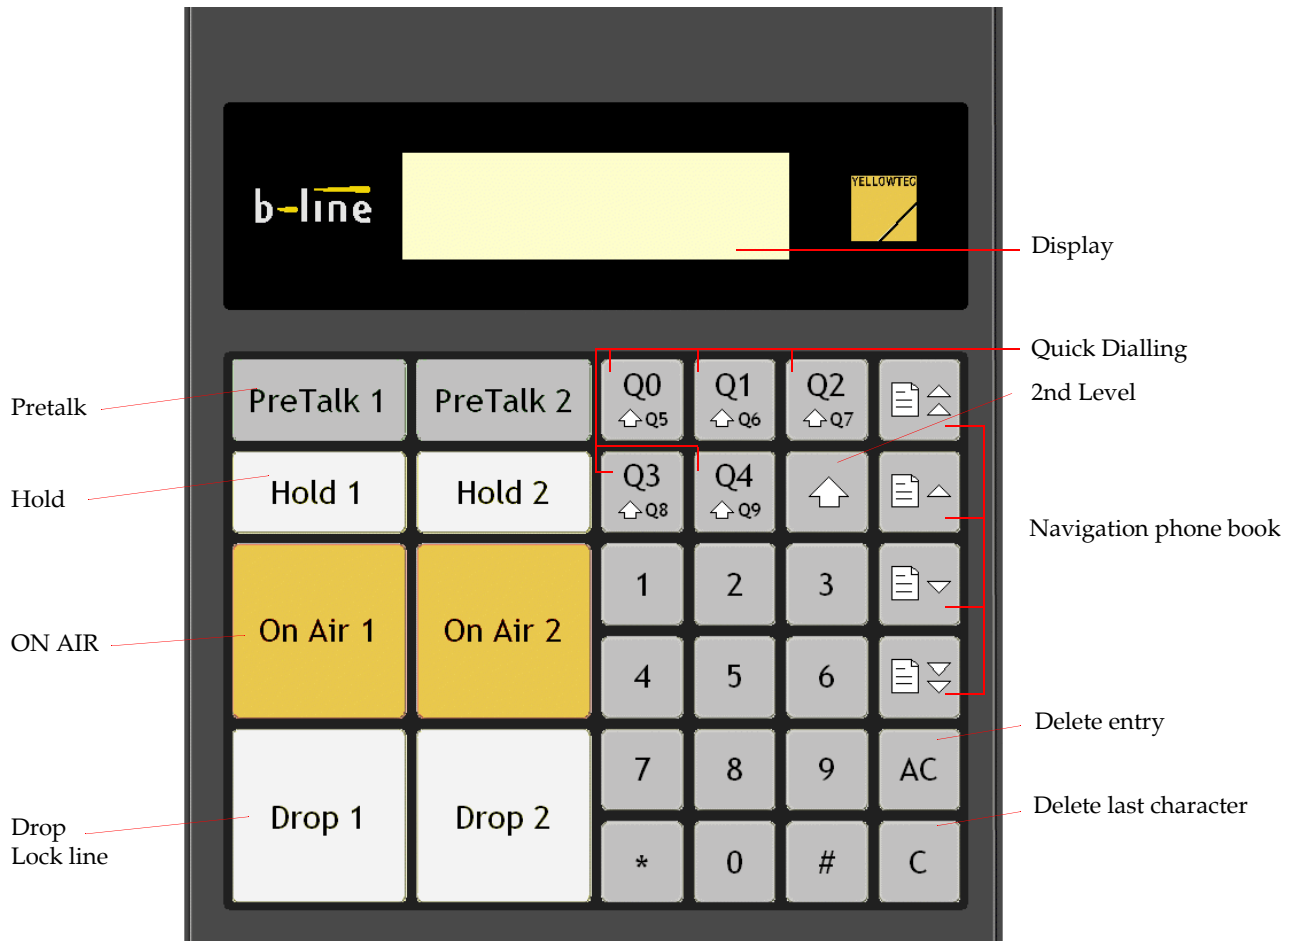 b-line
YELLOWTEC
Display
Quick Dialling
2nd Level
Pretalk
PreTalk 1
PreTalk 2
Q0
Q5
Q1
Q6
Q2
Q7
Hold
Hold 1
Hold 2
Q3
Q8
Q4
Q9
Navigation phone book
ON AIR
On Air 1
On Air 2
1
2
3
4
5
6
Delete entry
Drop
Lock line
Drop 1
Drop 2
7
8
9
AC
Delete last character
*
0
#
C